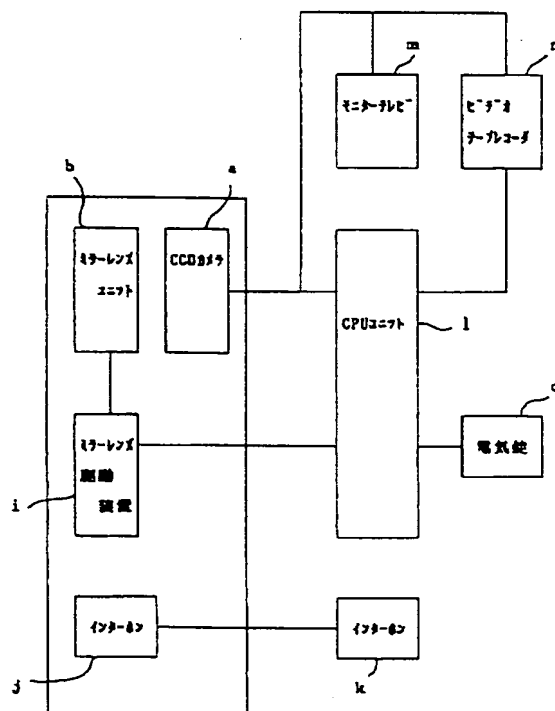 m
n
モニターテレビ
ビデオ
テープレコーダ
b
a
ミラーレンズ
ユニット
CCDカメラ
CPUユニット
l
o
ミラーレンズ
駆動
装置
電気錠
i
インターホン
インターホン
j
k